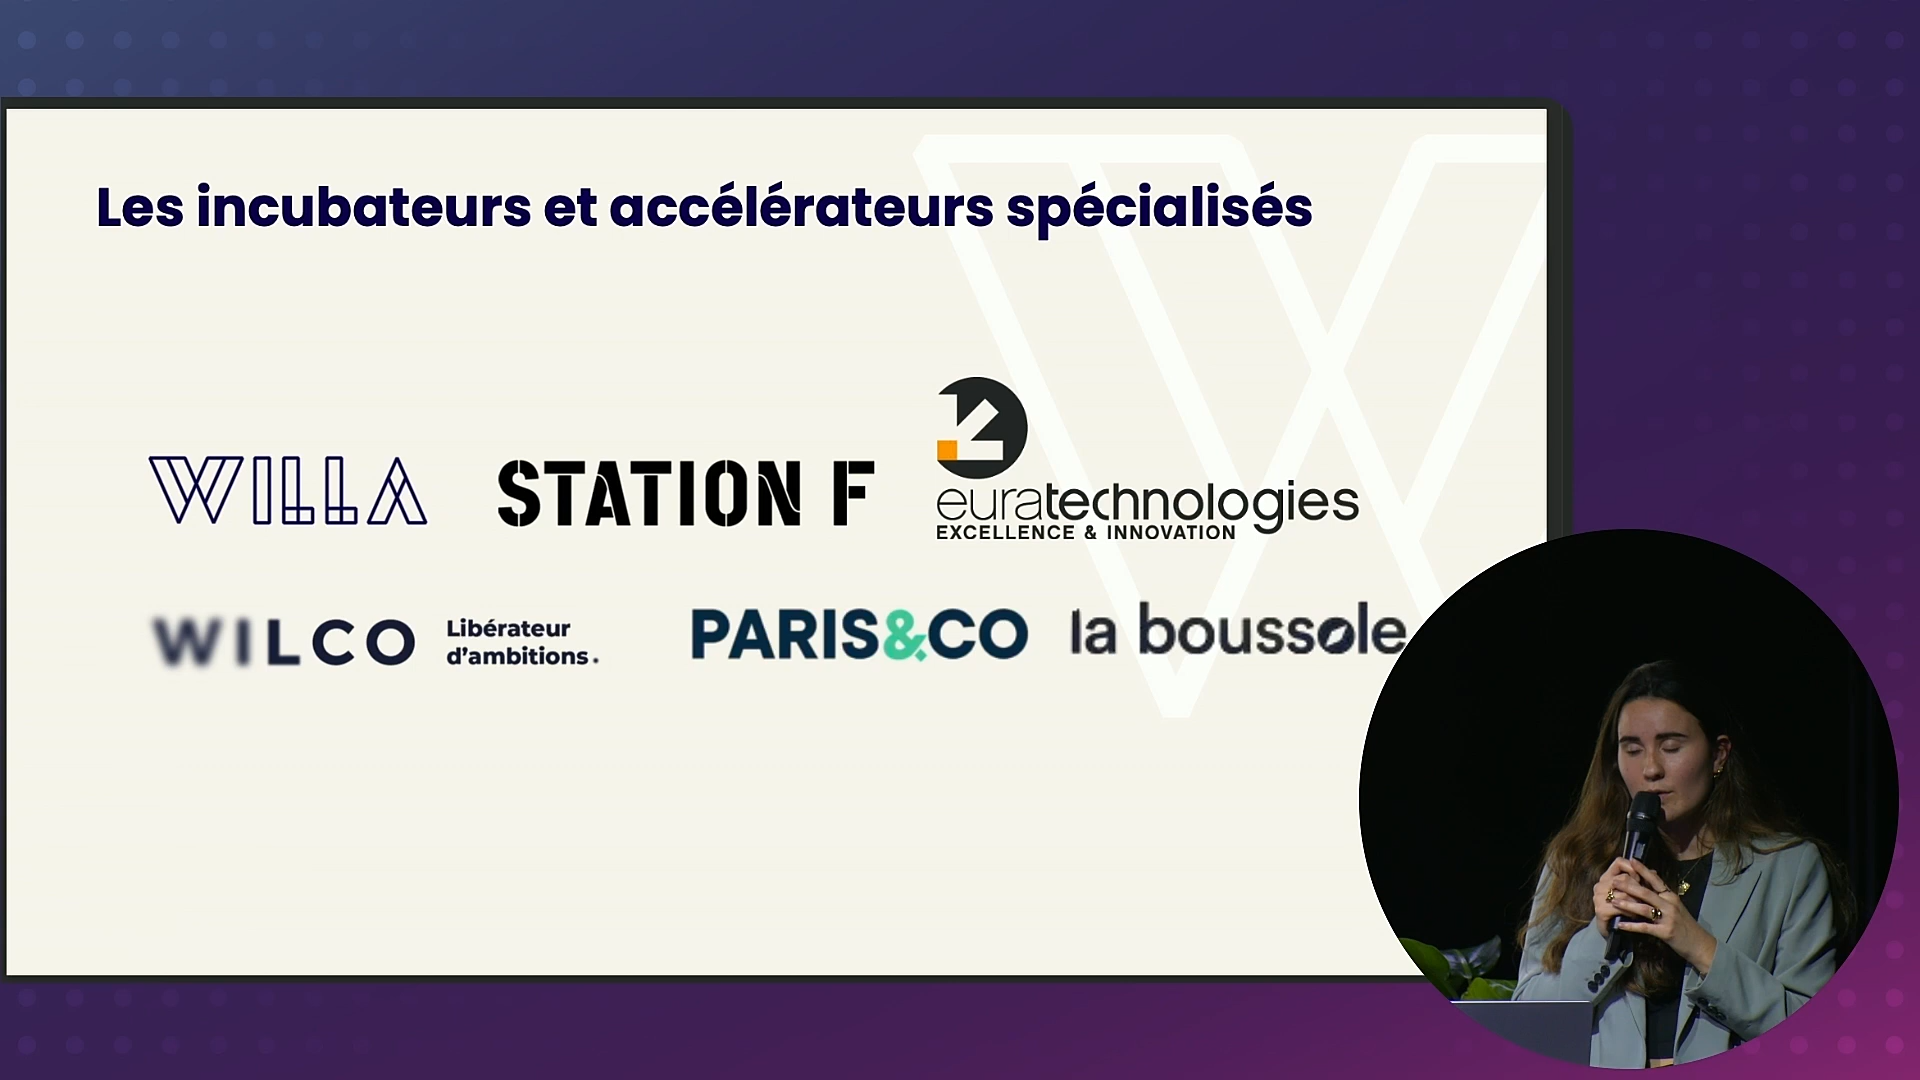 Les incubateurs et accélérateurs spécialisés
WILLA
STATION F
euratechnologies
EXCELLENCE & INNOVATION
WILCO
Libérateur
d'ambitions.
PARIS&CO
la boussole